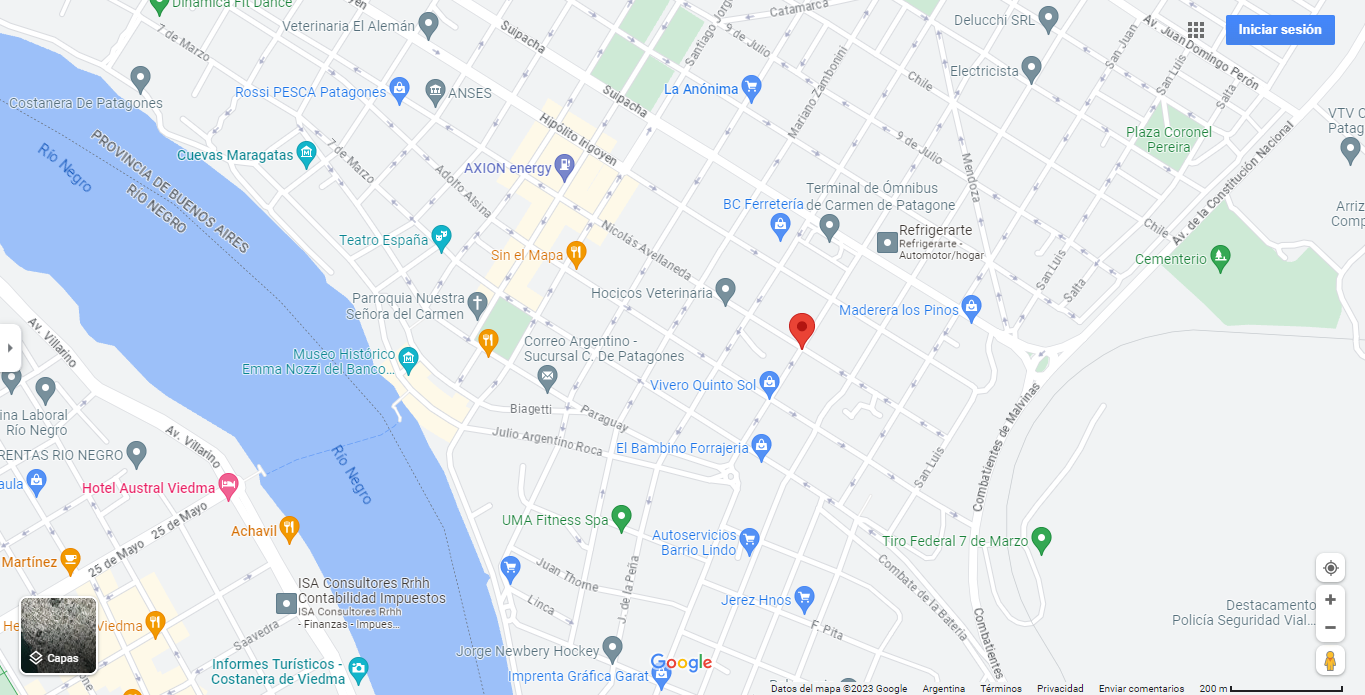 Dinámica Fit Dance
Catamarca
Delucchi SRL
Av. Juan Domingo Perón
Iniciar sesión
Veterinaria El Alemán
7 de Marzo
Suipacha
Santiago
9 de Julio
San Juan
San Luis
Salta
Electricista
Costanera De Patagones
Rossi PESCA Patagones
ANSES
La Anónima
Suipacha
Mariano Zambonini
Chile
VTV
Hipólito Irigoyen
9 de Julio
Plaza Coronel
Pereira
PROVINCIA DE BUENOS AIRES
RÍO NEGRO
Río Negro
Cuevas Maragatas
7 de Marzo
Adolfo Alsina
AXION energy
Mendoza
Av. de la Constitución Nacional
Terminal de Ómnibus
de Carmen de Patagone
BC Ferretería
Refrigerarte
Refrigerarte -
Automotor/hogar
Chile
Teatro España
Sin el Mapa
Nicolás Avellaneda
San Luis
Salta
Cementerio
Parroquia Nuestra
Señora del Carmen
Hocicos Veterinaria
Maderera los Pinos
Av. Villarino
Museo Histórico
Emma Nozzi del Banco...
Correo Argentino -
Sucursal C. De Patagones
Vivero Quinto Sol
Biagetti
Paraguay
Julio Argentino Roca
El Bambino Forrajeria
Combatientes de Malvinas
San Luis
Laboral
Río Negro
Av. Villarino
RENTAS RIO NEGRO
Río Negro
Hotel Austral Viedma
25 de Mayo
25 de Mayo
Achavil
UMA Fitness Spa
Autoservicios
Barrio Lindo
Tiro Federal 7 de Marzo
Martínez
Juan Thome
J. de la Peña
Linca
Jerez Hnos
F. Pita
Combate de la Batería
Combatientes
ISA Consultores Rrhh
Contabilidad Impuestos
ISA Consultores Rrhh
- Finanzas - Impues...
Destacamento
Policía Seguridad Vial...
Viedma
Saavedra
Capas
Informes Turísticos -
Costanera de Viedma
Jorge Newbery Hockey
Google
Imprenta Gráfica Garat
Datos del mapa ©2023 Google
Argentina
Términos
Privacidad
Enviar comentarios
200 m